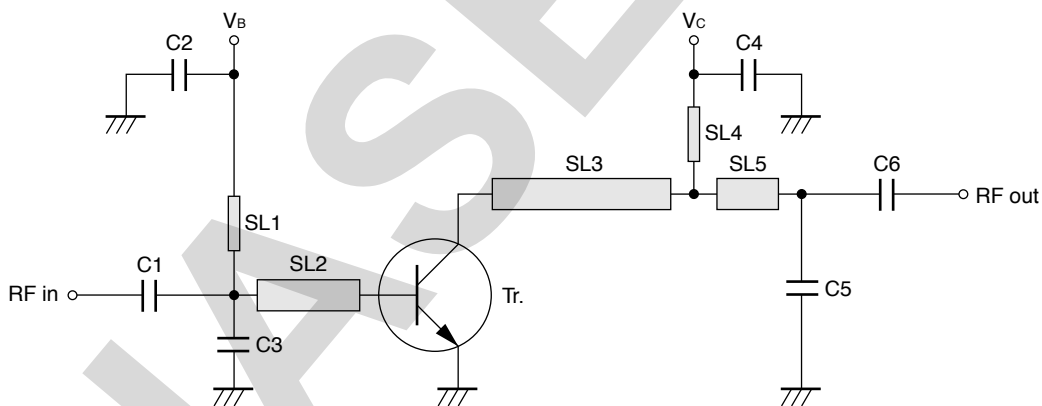 VB
C2
VC
C4
SL4
SL3
SL5
C6
RF out
SL1
C1
SL2
RF in
Tr.
C5
C3